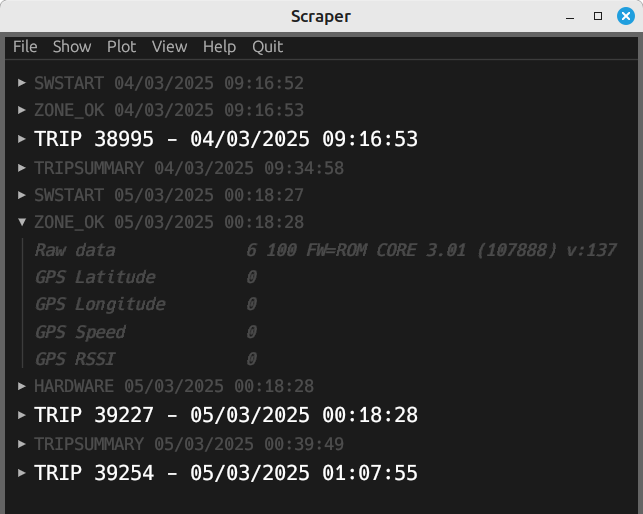 Scraper
File Show Plot View Help Quit
SWSTART 04/03/2025 09:16:52
ZONE_OK 04/03/2025 09:16:53
TRIP 38995 – 04/03/2025 09:16:53
TRIPSUMMARY 04/03/2025 09:34:58
SWSTART 05/03/2025 00:18:27
ZONE_OK 05/03/2025 00:18:28
Raw data 6 100 FW=ROM CORE 3.01 (107888) v:137
GPS Latitude 0
GPS Longitude 0
GPS Speed 0
GPS RSSI 0
HARDWARE 05/03/2025 00:18:28
TRIP 39227 – 05/03/2025 00:18:28
TRIPSUMMARY 05/03/2025 00:39:49
TRIP 39254 – 05/03/2025 01:07:55